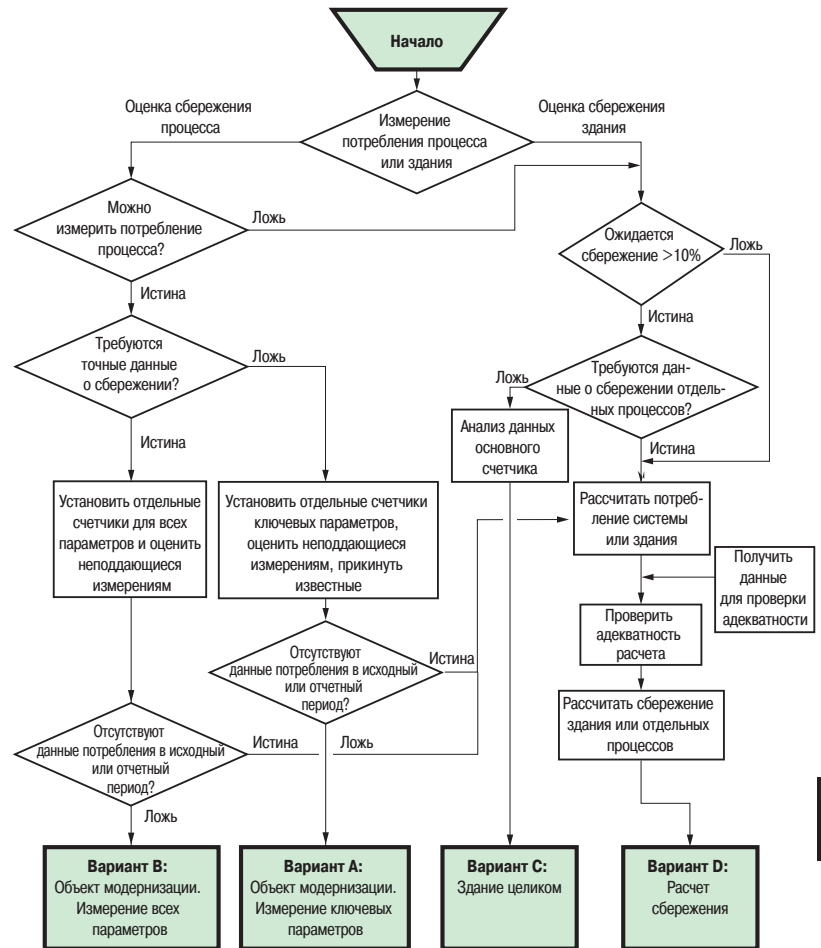 Начало
Оценка сбережения
процесса
Оценка сбережения
здания
Измерение
потребления процесса
или здания
Можно
измерить потребление
процесса?
Ложь
Ожидается
сбережение >10%
Ложь
Истина
Истина
Требуются
точные данные
о сбережении?
Ложь
Требуются дан-
ные о сбережении отдель-
ных процессов?
Ложь
Истина
Истина
Анализ данных
основного
счетчика
Установить отдельные
счетчики для всех
параметров и оценить
неподдающиеся
измерениям
Установить отдельные счетчики
ключевых параметров,
оценить неподдающиеся
измерениям, прикинуть
известные
Рассчитать потреб-
ление системы
или здания
Получить
данные
для проверки
адекватности
Проверить
адекватность
расчета
Отсутствуют
данные потребления в исходный
или отчетный
период?
Истина
Ложь
Рассчитать сбережение
здания или отдельных
процессов
Отсутствуют
данные потребления в исходный
или отчетный
период?
Истина
Ложь
Вариант B:
Объект модернизации.
Измерение всех
параметров
Вариант A:
Объект модернизации.
Измерение ключевых
параметров
Вариант C:
Здание целиком
Вариант D:
Расчет
сбережения